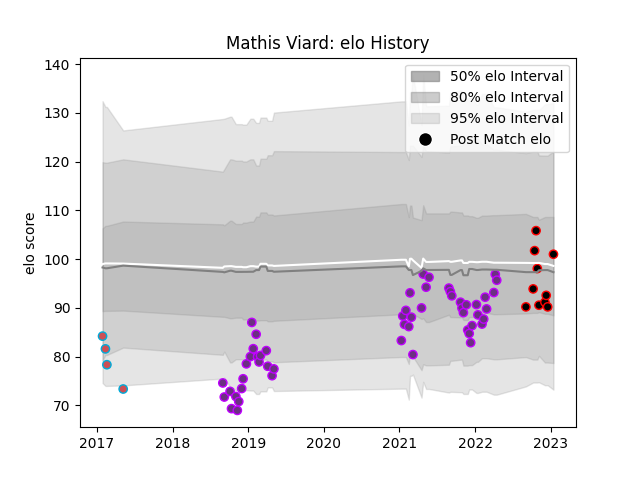 Mathis Viard: elo History
140
130
120
110
100
90
80
70
elo score
50% elo Interval
80% elo Interval
95% elo Interval
Post Match elo
2017 2018 2019 2020 2021 2022 2023